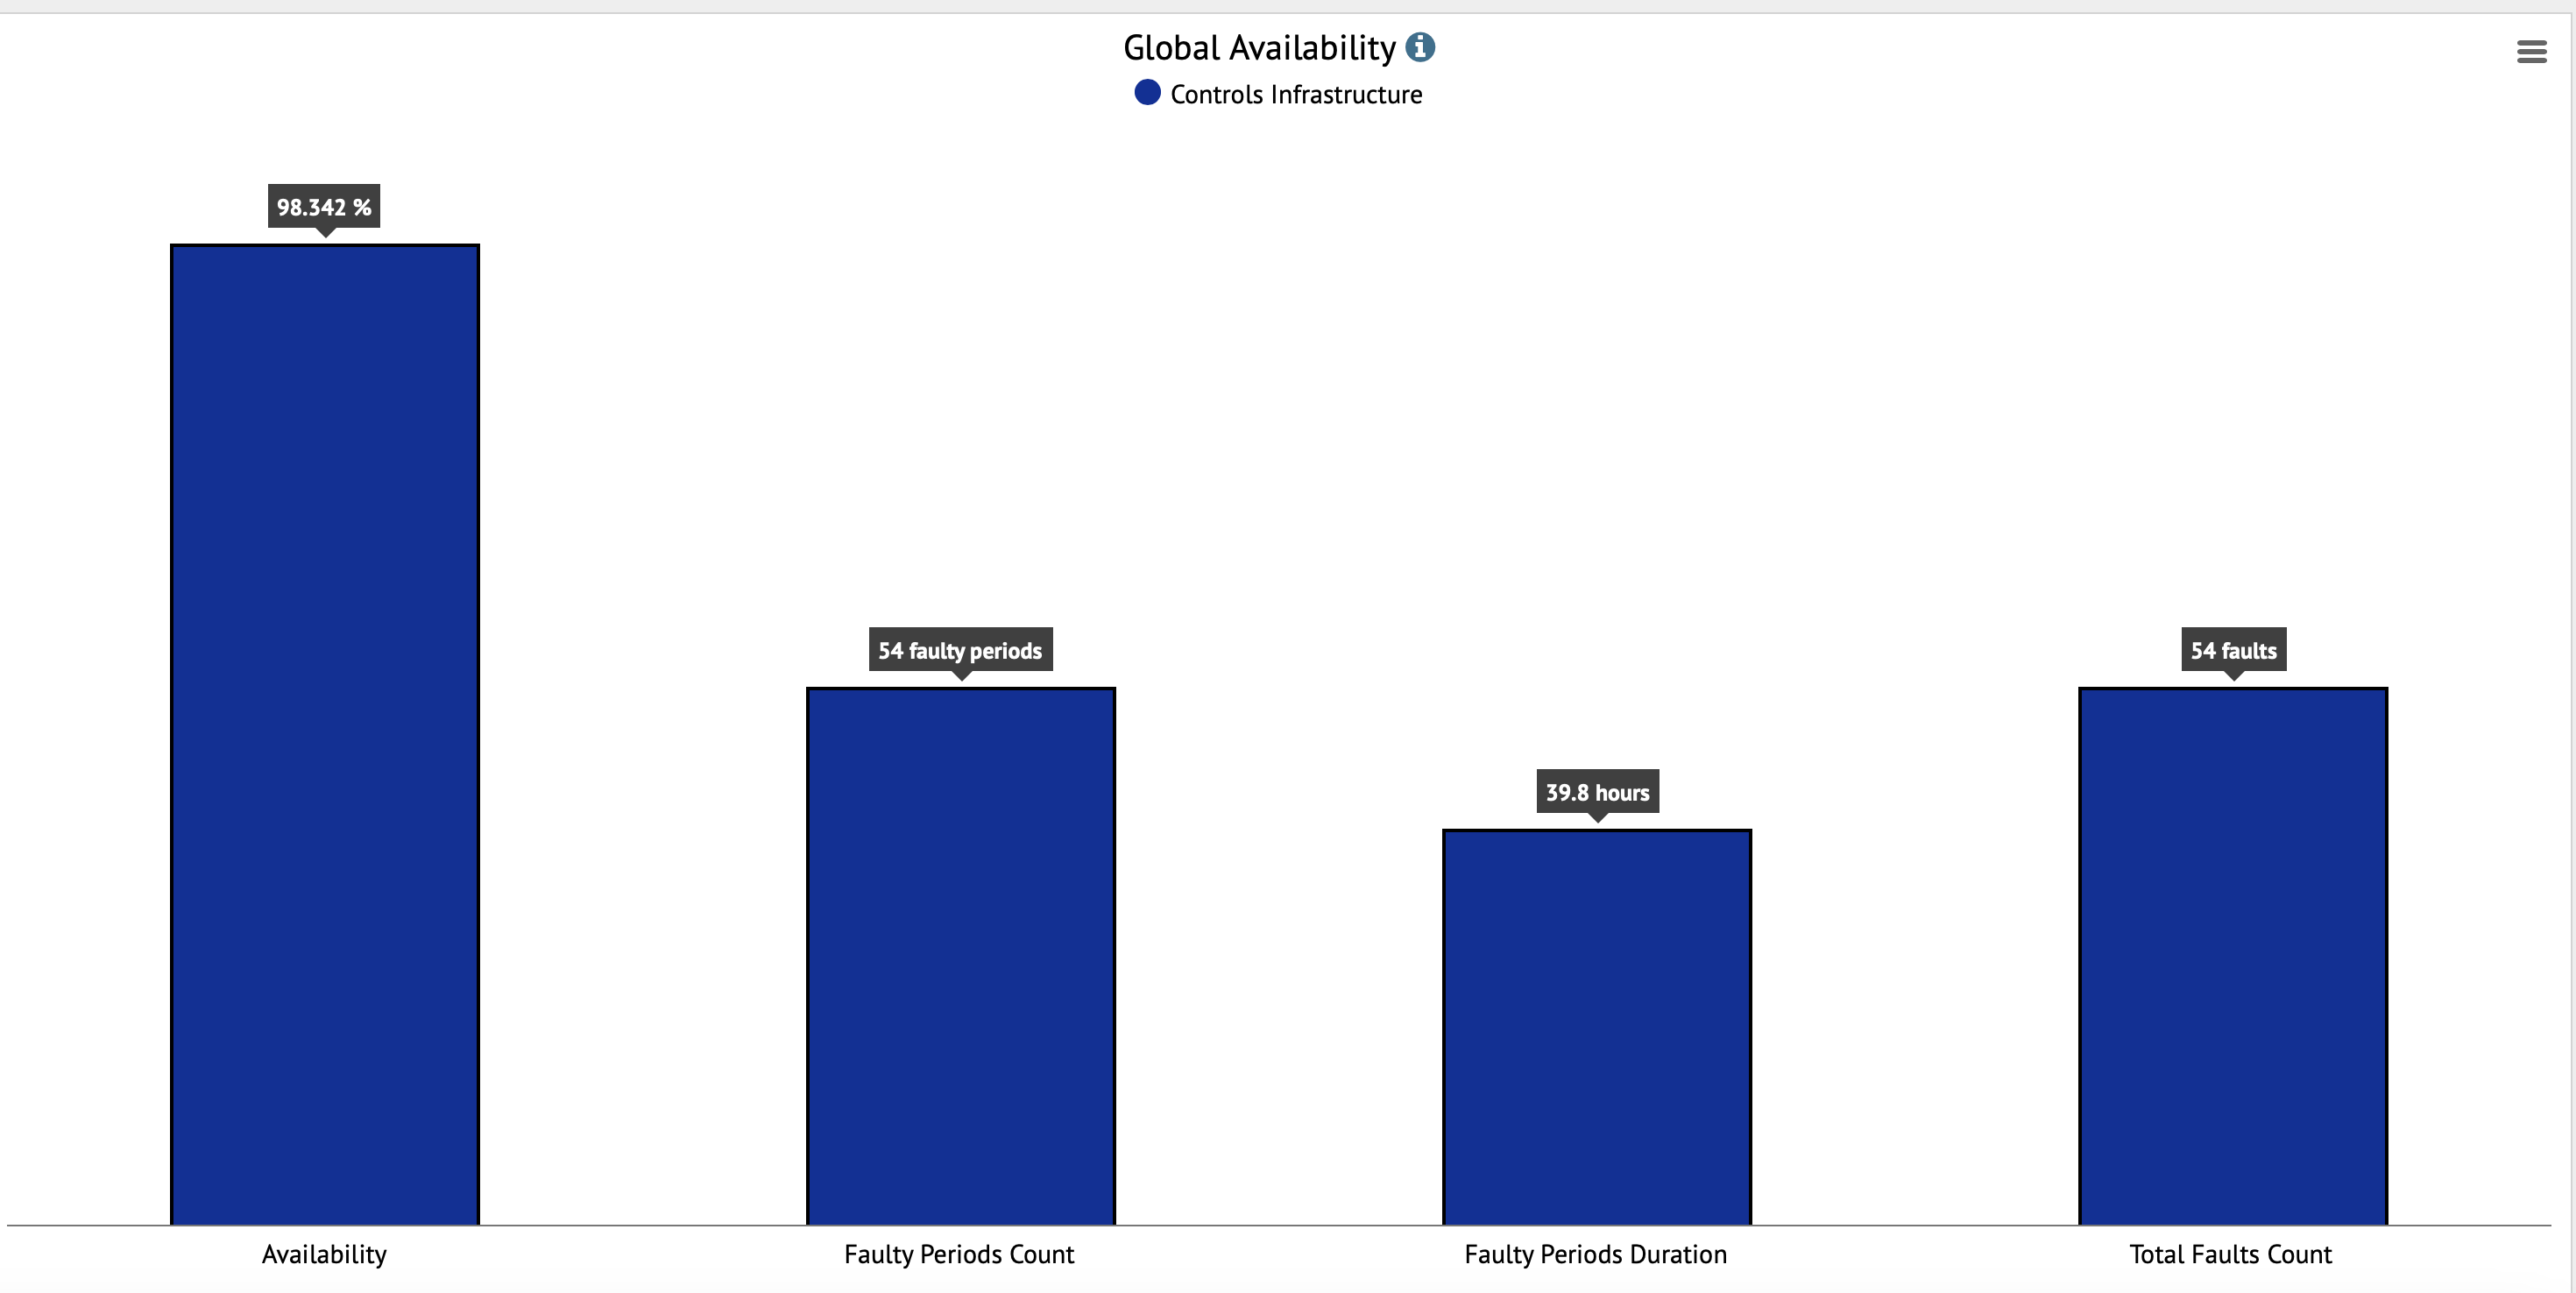 Global Availability
Controls Infrastructure
98.342 %
54 faulty periods
54 faults
39.8 hours
Availability
Faulty Periods Count
Faulty Periods Duration
Total Faults Count